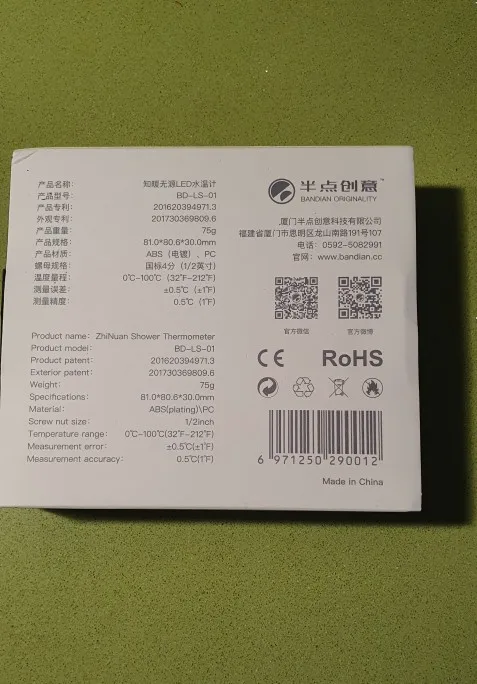 产品名称： 知暖无源LED水温计
产品型号： BD-LS-01
产品专利： 201620394971.3
外观专利： 201730369809.6
产品重量： 75g
产品规格： 81.0*80.6*30.0mm
产品材质： ABS（电镀）、PC
螺母规格： 国标4分（1/2英寸）
温度量程： 0℃-100℃（32℉-212℉）
测量误差： ±0.5℃（±1℉）
测量精度： 0.5℃（1℉）
Product name: ZhiNuan Shower Thermometer
Product model: BD-LS-01
Product patent: 201620394971.3
Exterior patent: 201730369809.6
Weight: 75g
Specifications: 81.0*80.6*30.0mm
Material: ABS(plating)\PC
Screw nut size: 1/2inch
Temperature range: 0℃-100℃(32℉-212℉)
Measurement error: ±0.5℃(±1℉)
Measurement accuracy: 0.5℃(1℉)
半点创意™
BANDIAN ORIGINALITY
厦门半点创意科技有限公司
福建省厦门市思明区龙山南路191号107
电话： 0592-5082991
官网： www.bandian.cc
官方微信 官方微博
CE RoHS
6 971250 290012
Made in China